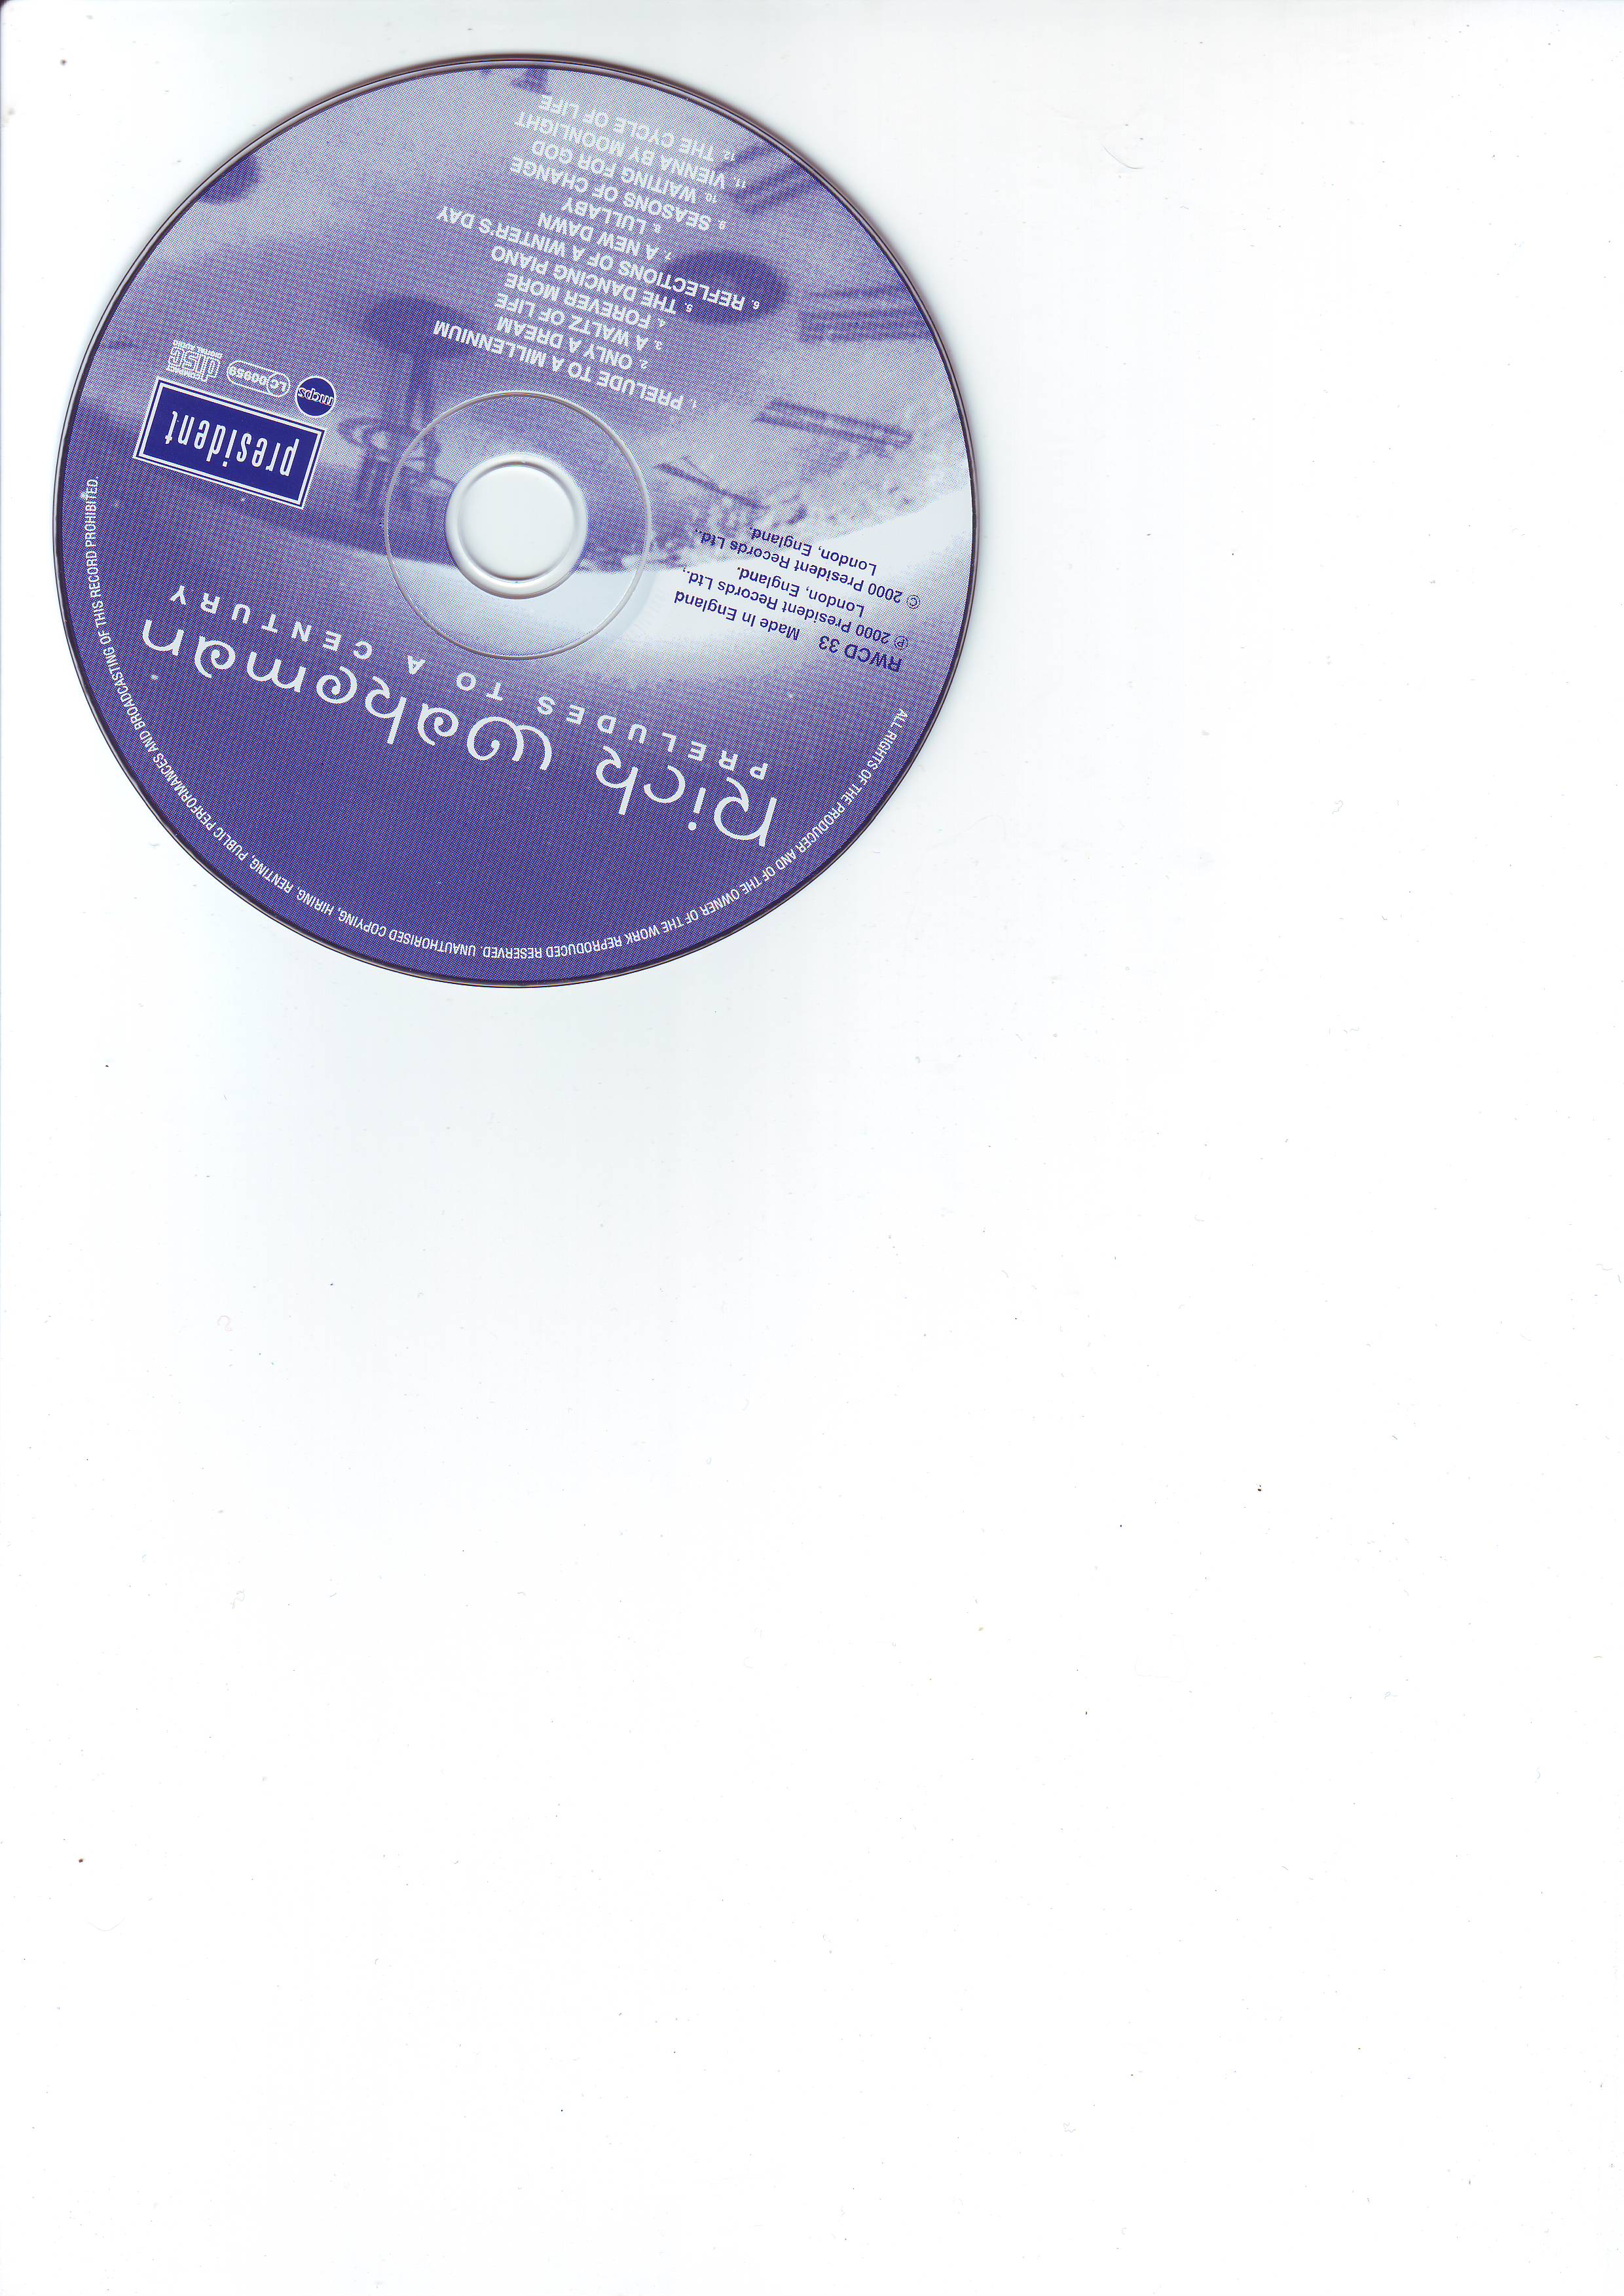 Rick Wakeman
PRELUDES TO A CENTURY
RWCD 33 Made In England
℗ 2000 President Records Ltd.,
London, England.
© 2000 President Records Ltd.,
London, England.
president
mcps
LC 00959
COMPACT
disc
DIGITAL AUDIO
1. PRELUDE TO A MILLENNIUM
2. ONLY A DREAM
3. A WALTZ OF LIFE
4. FOREVER MORE
5. THE DANCING PIANO
6. REFLECTIONS OF A WINTER'S DAY
7. A NEW DAWN
8. LULLABY
9. SEASONS OF CHANGE
10. WAITING FOR GOD
11. VIENNA BY MOONLIGHT
12. THE CYCLE OF LIFE
ALL RIGHTS OF THE PRODUCER AND OF THE OWNER OF THE WORK REPRODUCED RESERVED. UNAUTHORISED COPYING, HIRING, RENTING, PUBLIC PERFORMANCES AND BROADCASTING OF THIS RECORD PROHIBITED.